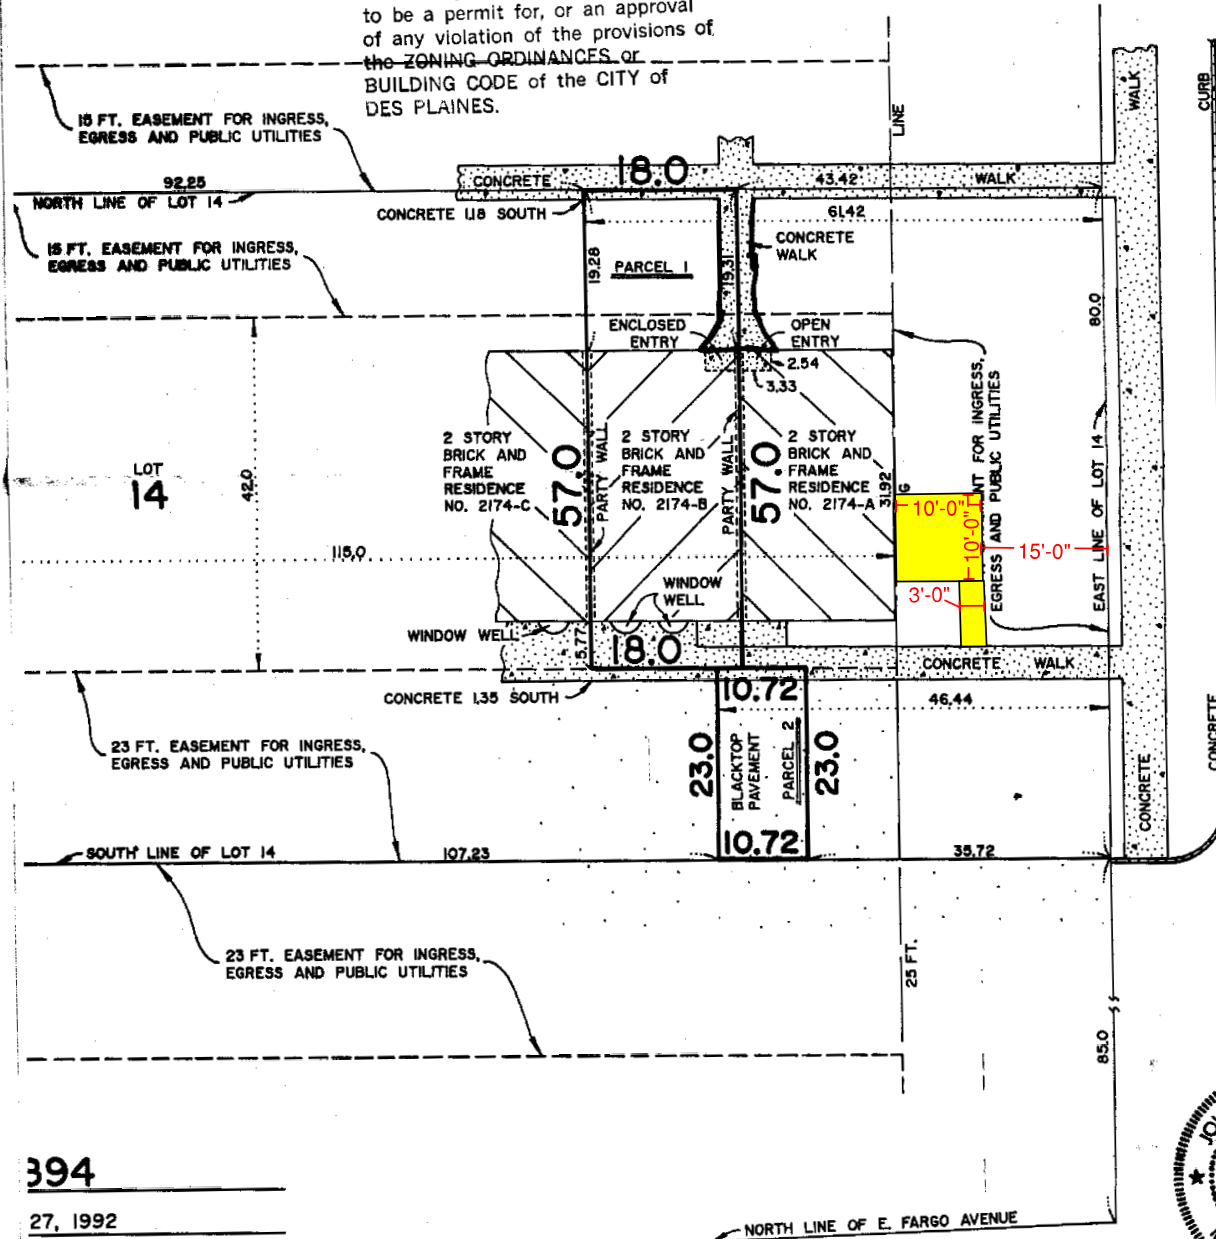 to be a permit for, or an approval
of any violation of the provisions of
the ZONING ORDINANCES or
BUILDING CODE of the CITY of
DES PLAINES.
15 FT. EASEMENT FOR INGRESS,
EGRESS AND PUBLIC UTILITIES
LINE
WALK
CURB
92.25
NORTH LINE OF LOT 14
CONCRETE
18.0
43.42
WALK
CONCRETE 1.18 SOUTH
61.42
15 FT. EASEMENT FOR INGRESS,
EGRESS AND PUBLIC UTILITIES
19.28
PARCEL 1
19.31
CONCRETE
WALK
80.0
ENCLOSED
ENTRY
OPEN
ENTRY
2.54
3.33
LOT
14
42.0
2 STORY
BRICK AND
FRAME
RESIDENCE
NO. 2174-C
57.0
PARTY WALL
2 STORY
BRICK AND
FRAME
RESIDENCE
NO. 2174-B
PARTY WALL
57.0
2 STORY
BRICK AND
FRAME
RESIDENCE
NO. 2174-A
31.92
G
NT FOR INGRESS,
EGRESS AND PUBLIC UTILITIES
EAST LINE OF LOT 14
10'-0"
10'-0"
15'-0"
3'-0"
115.0
WINDOW
WELL
WINDOW WELL
5.77
18.0
CONCRETE WALK
CONCRETE 1.35 SOUTH
10.72
46.44
23 FT. EASEMENT FOR INGRESS,
EGRESS AND PUBLIC UTILITIES
23.0
BLACKTOP
PAVEMENT
PARCEL 2
23.0
CONCRETE
CONCRETE
SOUTH LINE OF LOT 14
107.23
10.72
35.72
23 FT. EASEMENT FOR INGRESS,
EGRESS AND PUBLIC UTILITIES
25 FT.
85.0
394
27, 1992
NORTH LINE OF E. FARGO AVENUE